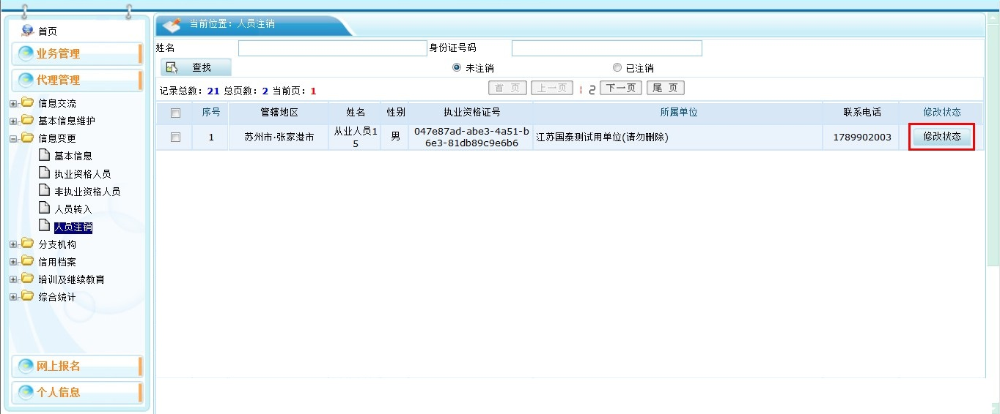 首页
业务管理
代理管理
信息交流
基本信息维护
信息变更
基本信息
执业资格人员
非执业资格人员
人员转入
人员注销
分支机构
信用档案
培训及继续教育
综合统计
网上报名
个人信息
当前位置：人员注销
姓名 身份证号码
查找 未注销 已注销
记录总数：21 总页数：2 当前页：1 首 页 上一页 1 2 下一页 尾 页
序号 管辖地区 姓名 性别 执业资格证号 所属单位 联系电话 修改状态
1 苏州市·张家港市 从业人员1 男 047e87ad-abe3-4a51-b 江苏国泰测试用单位(请勿删除) 1789902003 修改状态
5 6e3-81db89c9e6b6